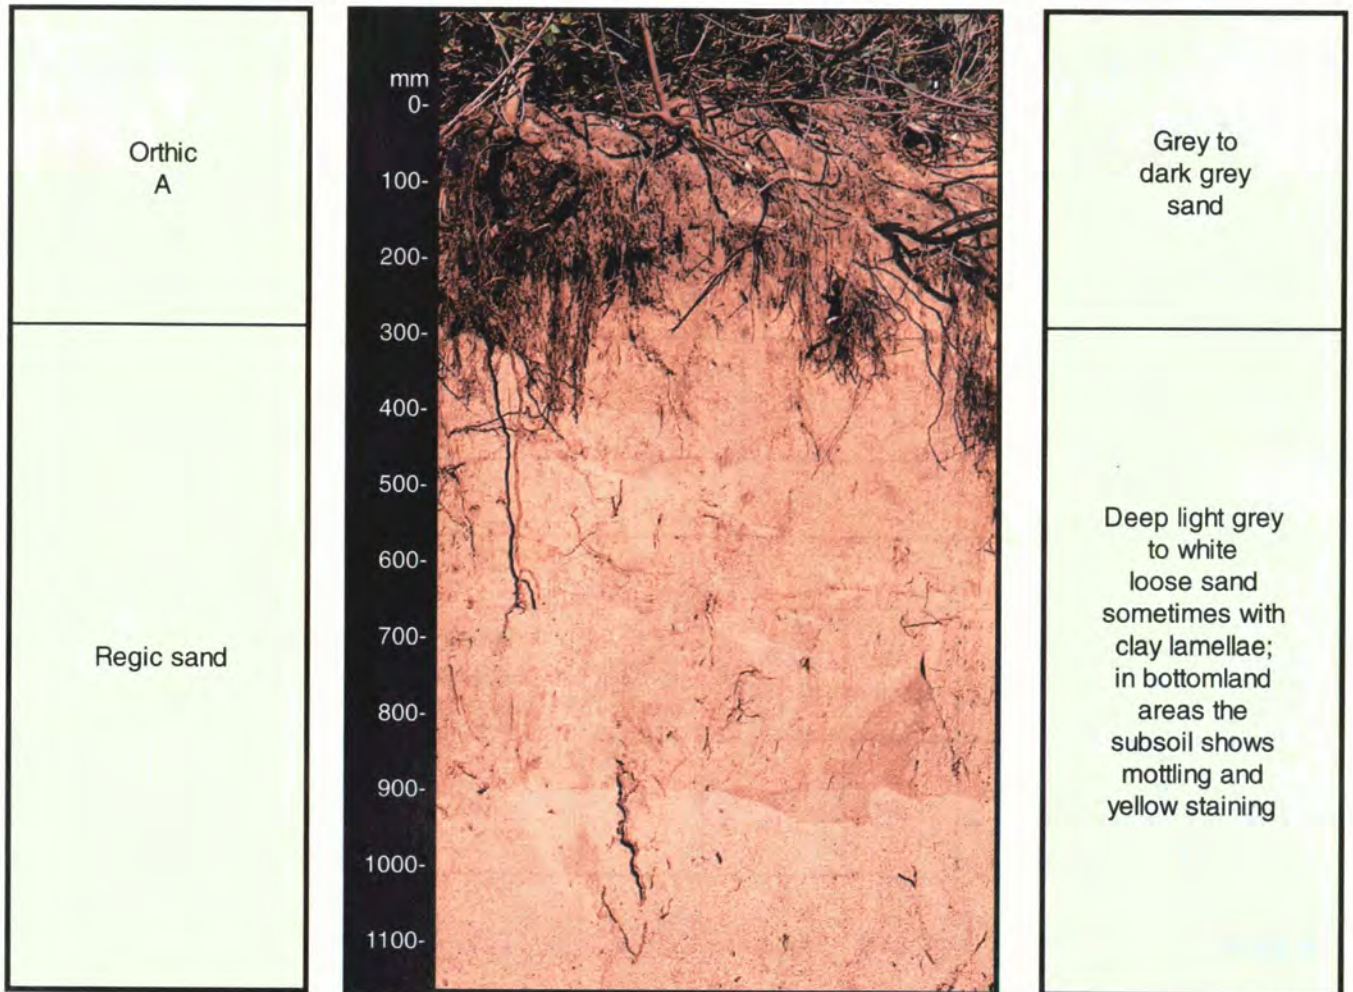 Orthic
A
Regic sand
mm
0-
100-
200-
300-
400-
500-
600-
700-
800-
900-
1000-
1100-
Grey to
dark grey
sand
Deep light grey
to white
loose sand
sometimes with
clay lamellae;
in bottomland
areas the
subsoil shows
mottling and
yellow staining